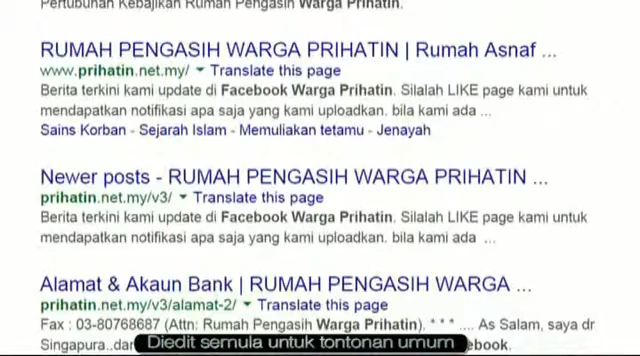 Pertubuhan Kebajikan Rumah Pengasih Warga Prihatin.
RUMAH PENGASIH WARGA PRIHATIN | Rumah Asnaf ...
www.prihatin.net.my/ ▼ Translate this page
Berita terkini kami update di Facebook Warga Prihatin. Silalah LIKE page kami untuk
mendapatkan notifikasi apa saja yang kami uploadkan. bila kami ada ...
Sains Korban - Sejarah Islam - Memuliakan tetamu - Jenayah
Newer posts - RUMAH PENGASIH WARGA PRIHATIN ...
prihatin.net.my/v3/ ▼ Translate this page
Berita terkini kami update di Facebook Warga Prihatin. Silalah LIKE page kami untuk
mendapatkan notifikasi apa saja yang kami uploadkan. bila kami ada ...
Alamat & Akaun Bank | RUMAH PENGASIH WARGA ...
prihatin.net.my/v3/alamat-2/ ▼ Translate this page
Fax : 03-80768687 (Attn: Rumah Pengasih Warga Prihatin). * * * .... As Salam, saya dr
Singapura..dar
Diedit semula untuk tontonan umum
ebook.